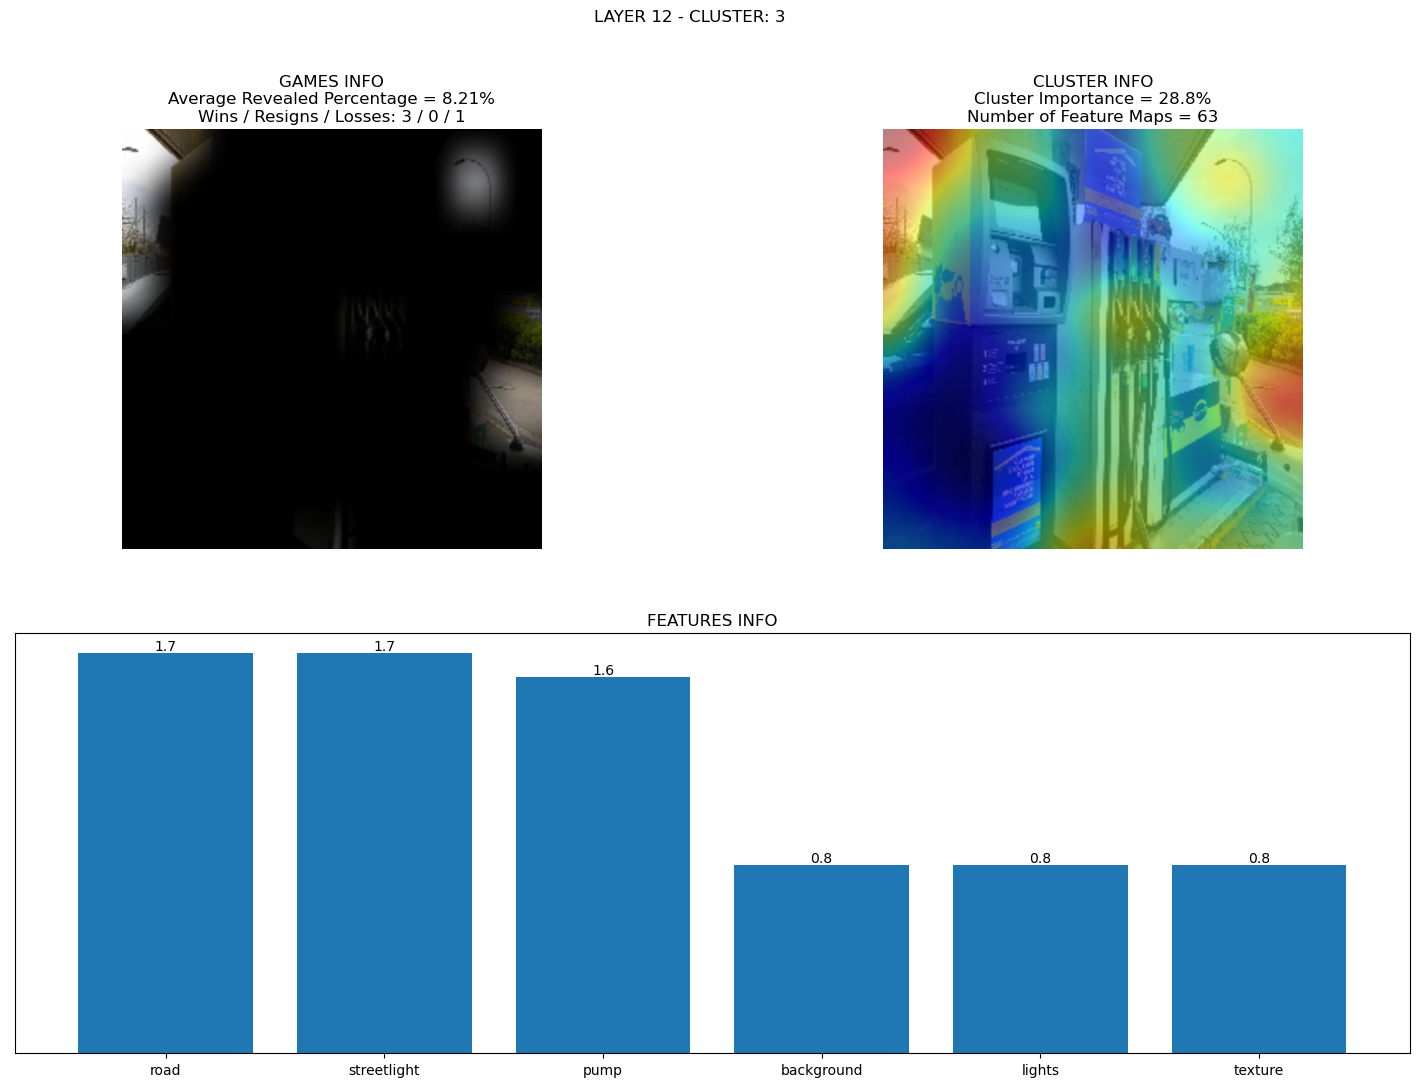 LAYER 12 - CLUSTER: 3
GAMES INFO
Average Revealed Percentage = 8.21%
Wins / Resigns / Losses: 3 / 0 / 1
CLUSTER INFO
Cluster Importance = 28.8%
Number of Feature Maps = 63
FEATURES INFO
1.7
1.7
1.6
0.8
0.8
0.8
road
streetlight
pump
background
lights
texture